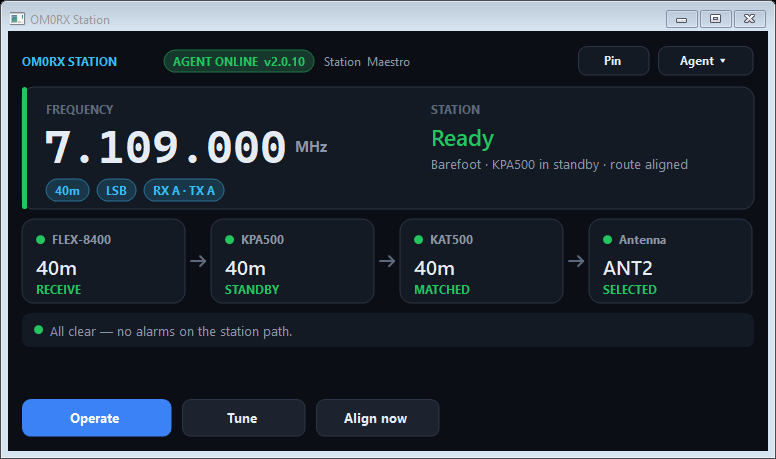 OM0RX Station
OM0RX STATION
AGENT ONLINE v2.0.10
Station Maestro
Pin
Agent ▾
FREQUENCY
7.109.000 MHz
40m
LSB
RX A · TX A
STATION
Ready
Barefoot · KPA500 in standby · route aligned
FLEX-8400
40m
RECEIVE
→
KPA500
40m
STANDBY
→
KAT500
40m
MATCHED
→
Antenna
ANT2
SELECTED
All clear — no alarms on the station path.
Operate
Tune
Align now